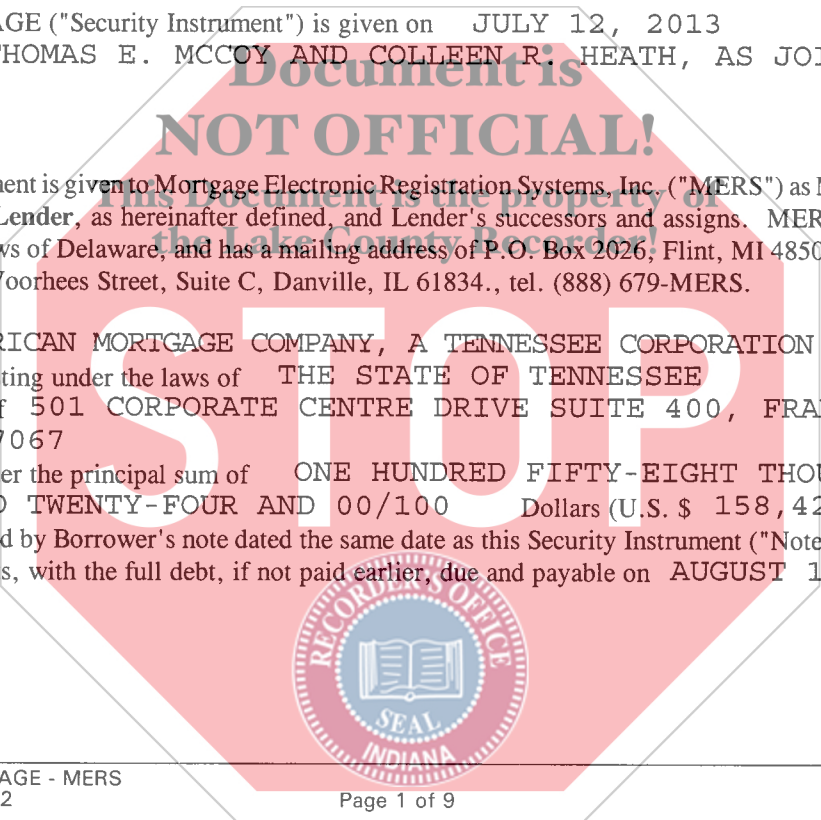 AGE ("Security Instrument") is given on JULY 12, 2013
THOMAS E. MCCOY AND COLLEEN R. HEATH, AS JOI
Document is
NOT OFFICIAL!
ent is given to Mortgage Electronic Registration Systems, Inc. ("MERS") as
This Document is the property of
Lender, as hereinafter defined, and Lender's successors and assigns. MER
ws of Delaware, and has a mailing address of P.O. Box 2026, Flint, MI 4850
the Lake County Recorder!
Voorhees Street, Suite C, Danville, IL 61834., tel. (888) 679-MERS.
STOP
RICAN MORTGAGE COMPANY, A TENNESSEE CORPORATION
ting under the laws of THE STATE OF TENNESSEE
f 501 CORPORATE CENTRE DRIVE SUITE 400, FRA
7067
er the principal sum of ONE HUNDRED FIFTY-EIGHT THOU
D TWENTY-FOUR AND 00/100 Dollars (U.S. $ 158,42
d by Borrower's note dated the same date as this Security Instrument ("Note
s, with the full debt, if not paid earlier, due and payable on AUGUST 1
RECORDER'S OFFICE
SEAL
INDIANA
AGE - MERS
2 Page 1 of 9